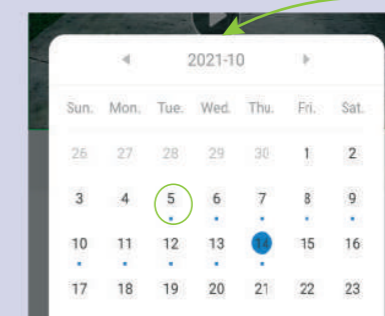 2021-10
Sun. Mon. Tue. Wed. Thu. Fri. Sat.
26 27 28 29 30 1 2
3 4 5 6 7 8 9
10 11 12 13 14 15 16
17 18 19 20 21 22 23